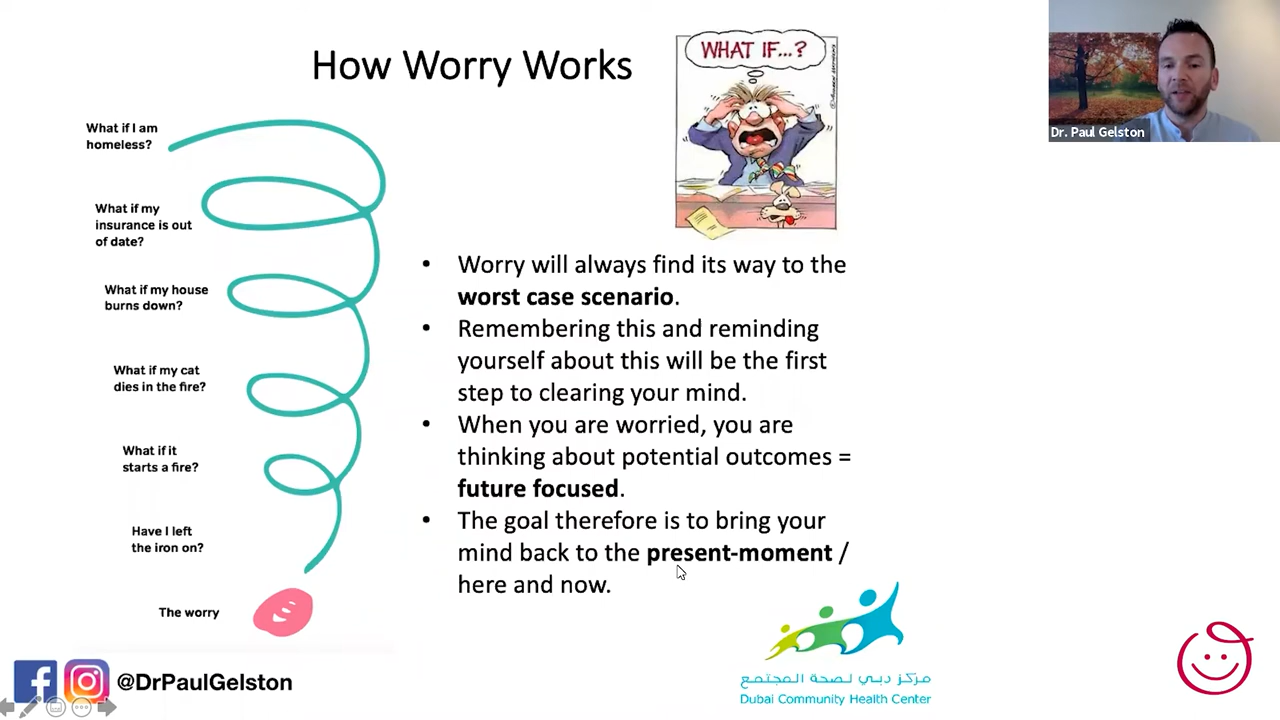 How Worry Works
WHAT IF...?
Dr. Paul Gelston
What if I am
homeless?
What if my
insurance is out
of date?
What if my house
burns down?
What if my cat
dies in the fire?
What if it
starts a fire?
Have I left
the iron on?
The worry
• Worry will always find its way to the
worst case scenario.
• Remembering this and reminding
yourself about this will be the first
step to clearing your mind.
• When you are worried, you are
thinking about potential outcomes =
future focused.
• The goal therefore is to bring your
mind back to the present-moment /
here and now.
@DrPaulGelston
مركز دبي لصحة المجتمع
Dubai Community Health Center